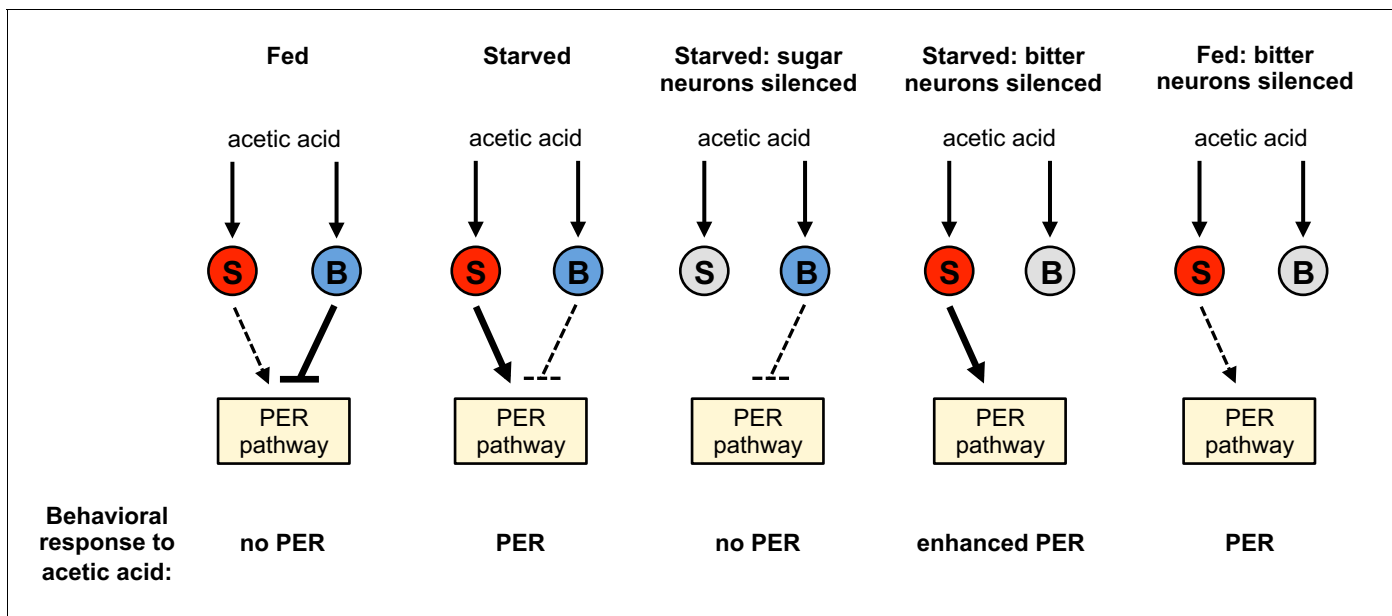 Fed
Starved
Starved: sugar
neurons silenced
Starved: bitter
neurons silenced
Fed: bitter
neurons silenced
acetic acid
acetic acid
acetic acid
acetic acid
acetic acid
S
B
S
B
S
B
S
B
S
B
PER
pathway
PER
pathway
PER
pathway
PER
pathway
PER
pathway
Behavioral
response to
acetic acid:
no PER
PER
no PER
enhanced PER
PER